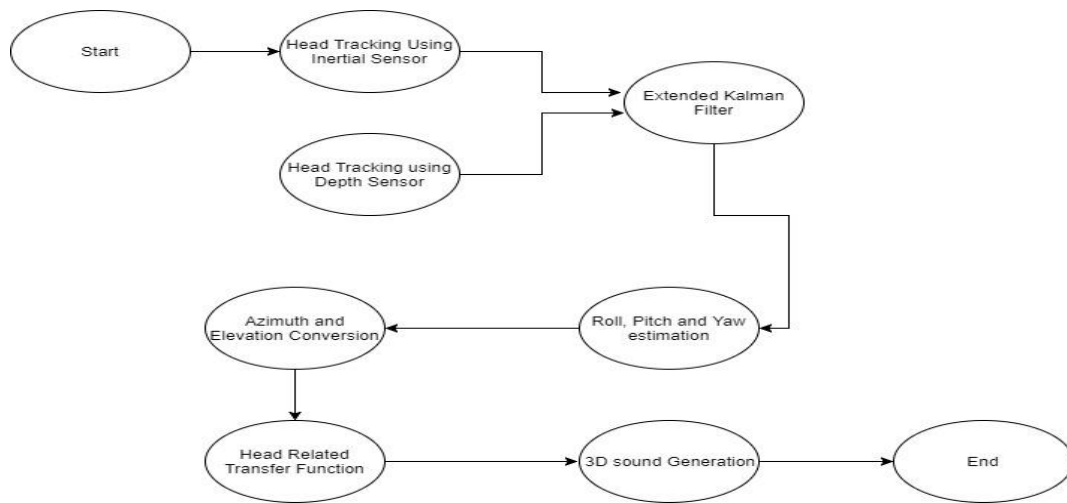 Start
Head Tracking Using
Inertial Sensor
Extended Kalman
Filter
Head Tracking using
Depth Sensor
Azimuth and
Elevation Conversion
Roll, Pitch and Yaw
estimation
Head Related
Transfer Function
3D sound Generation
End